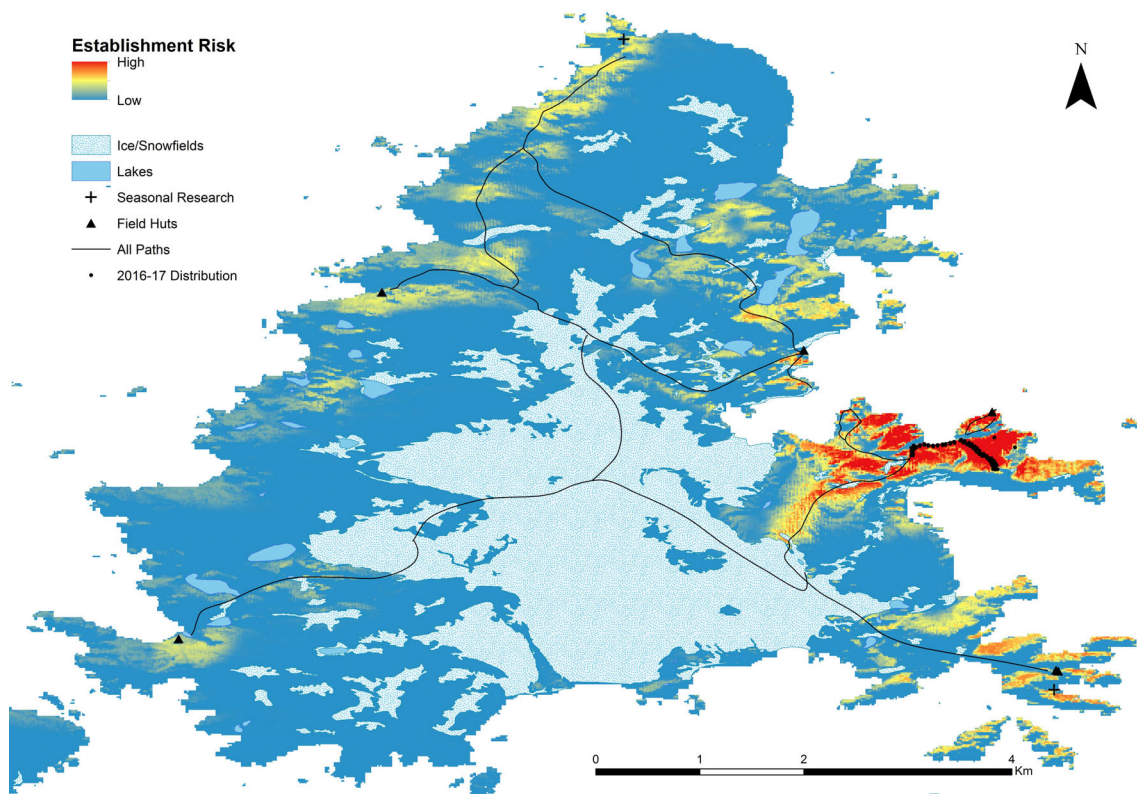 Establishment Risk
High
Low
Ice/Snowfields
Lakes
Seasonal Research
Field Huts
All Paths
2016-17 Distribution
N
0 1 2 4
Km